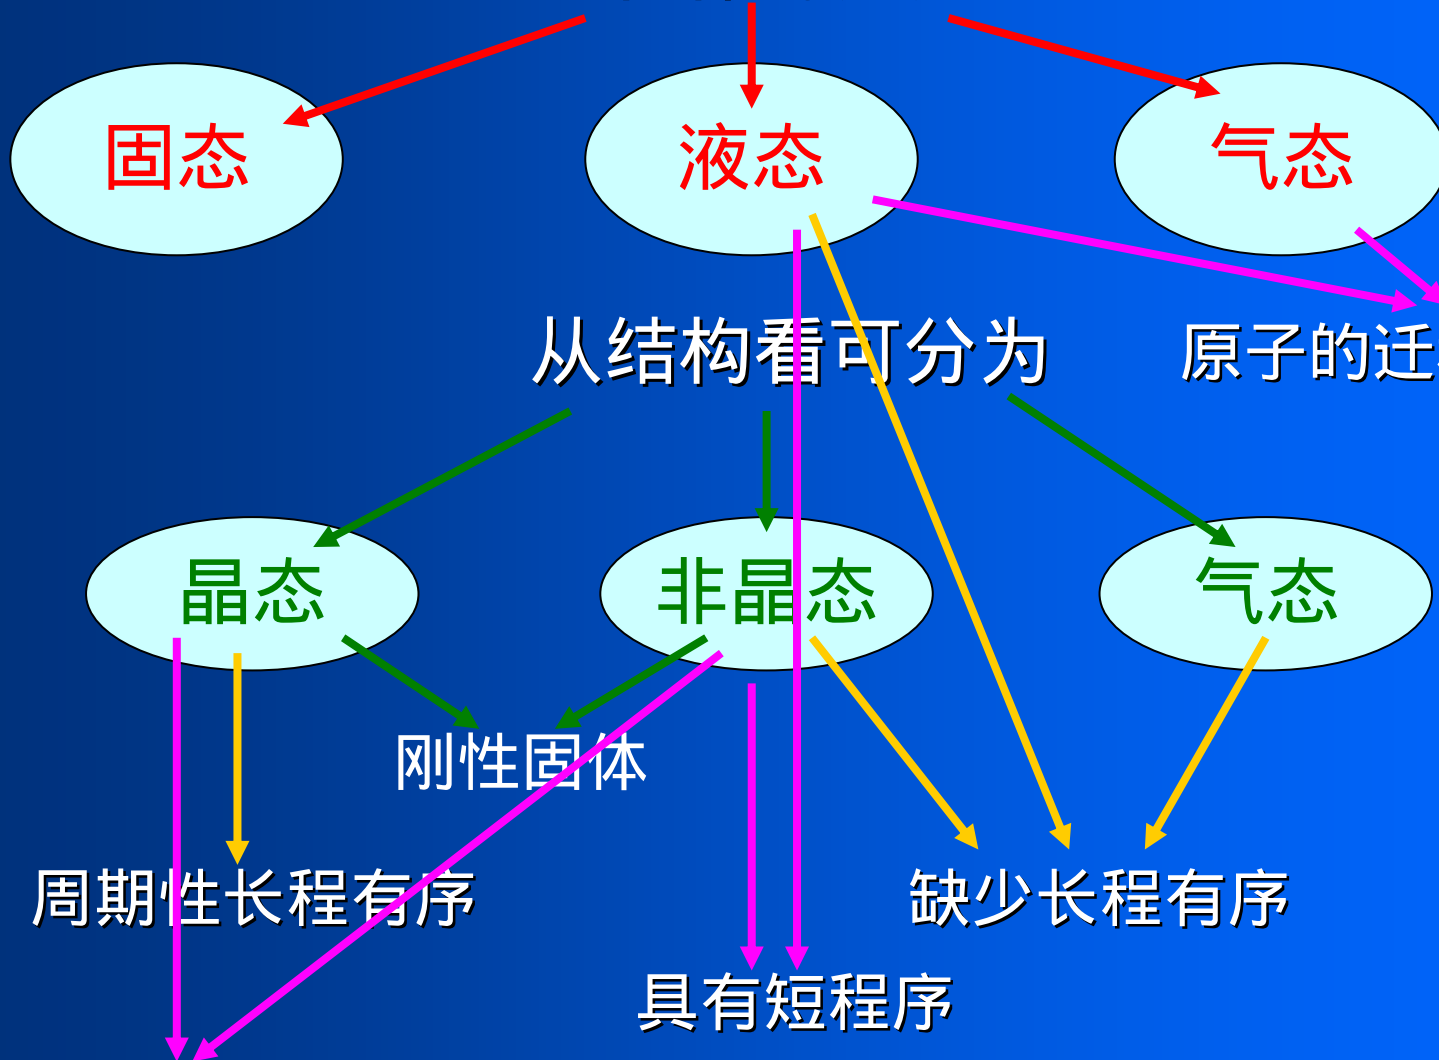 固态
液态
气态
从结构看可分为
原子的迁
晶态
非晶态
气态
刚性固体
周期性长程有序
缺少长程有序
具有短程序